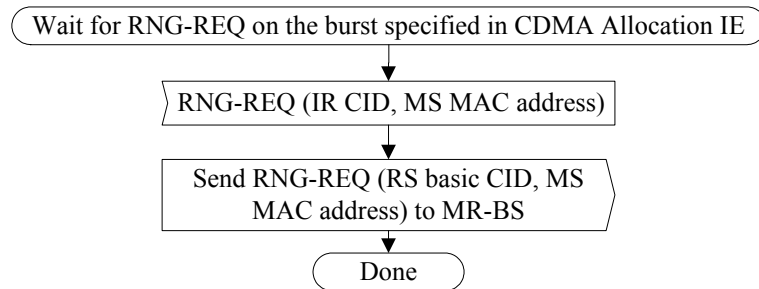 Wait for RNG-REQ on the burst specified in CDMA Allocation IE
RNG-REQ (IR CID, MS MAC address)
Send RNG-REQ (RS basic CID, MS
MAC address) to MR-BS
Done